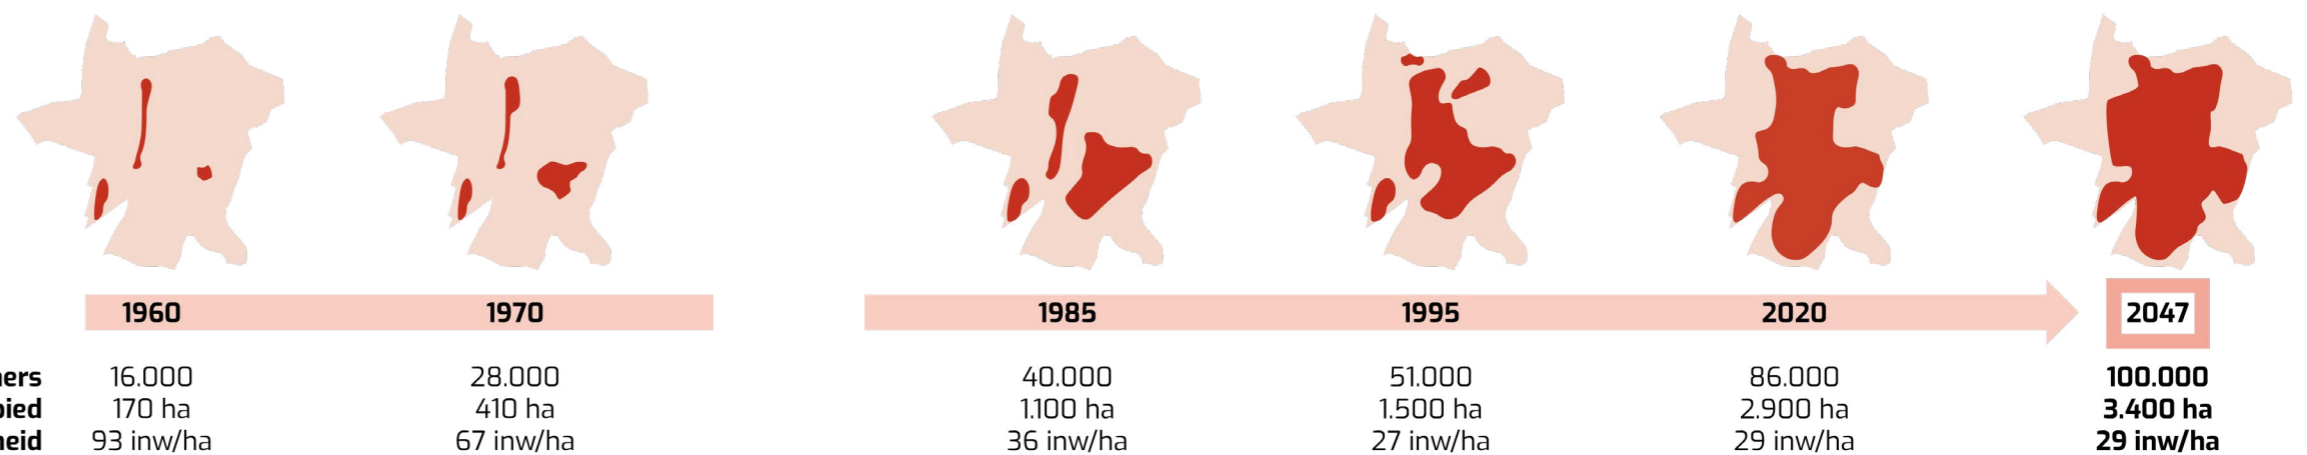 1960 1970 1985 1995 2020 2047
ners 16.000 28.000 40.000 51.000 86.000 100.000
bied 170 ha 410 ha 1.100 ha 1.500 ha 2.900 ha 3.400 ha
heid 93 inw/ha 67 inw/ha 36 inw/ha 27 inw/ha 29 inw/ha 29 inw/ha